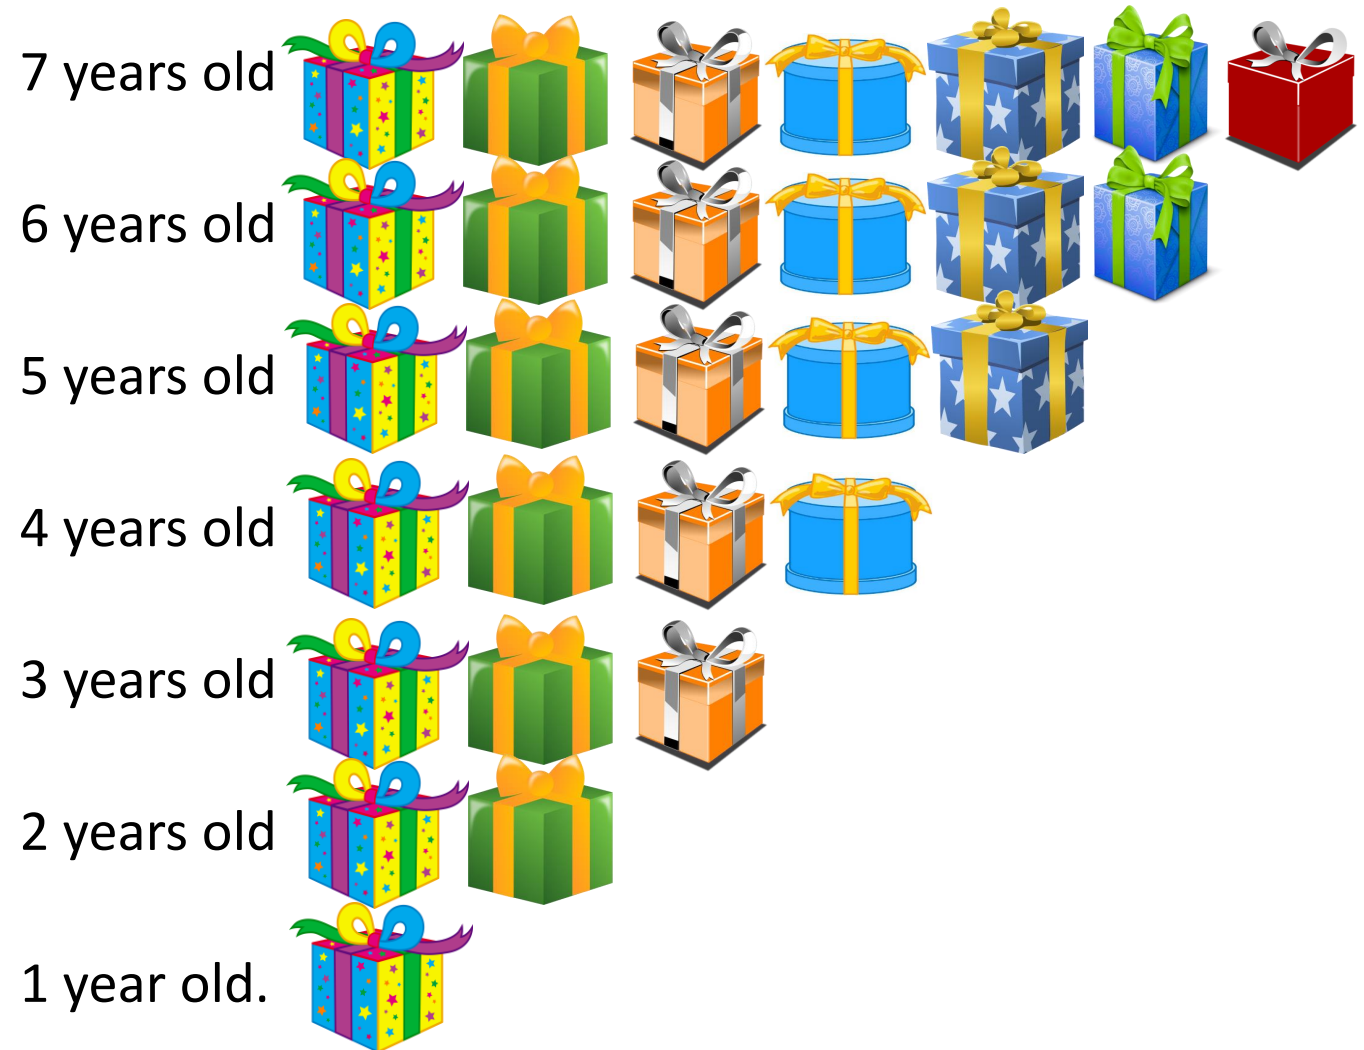 7 years old
6 years old
5 years old
4 years old
3 years old
2 years old
1 year old.